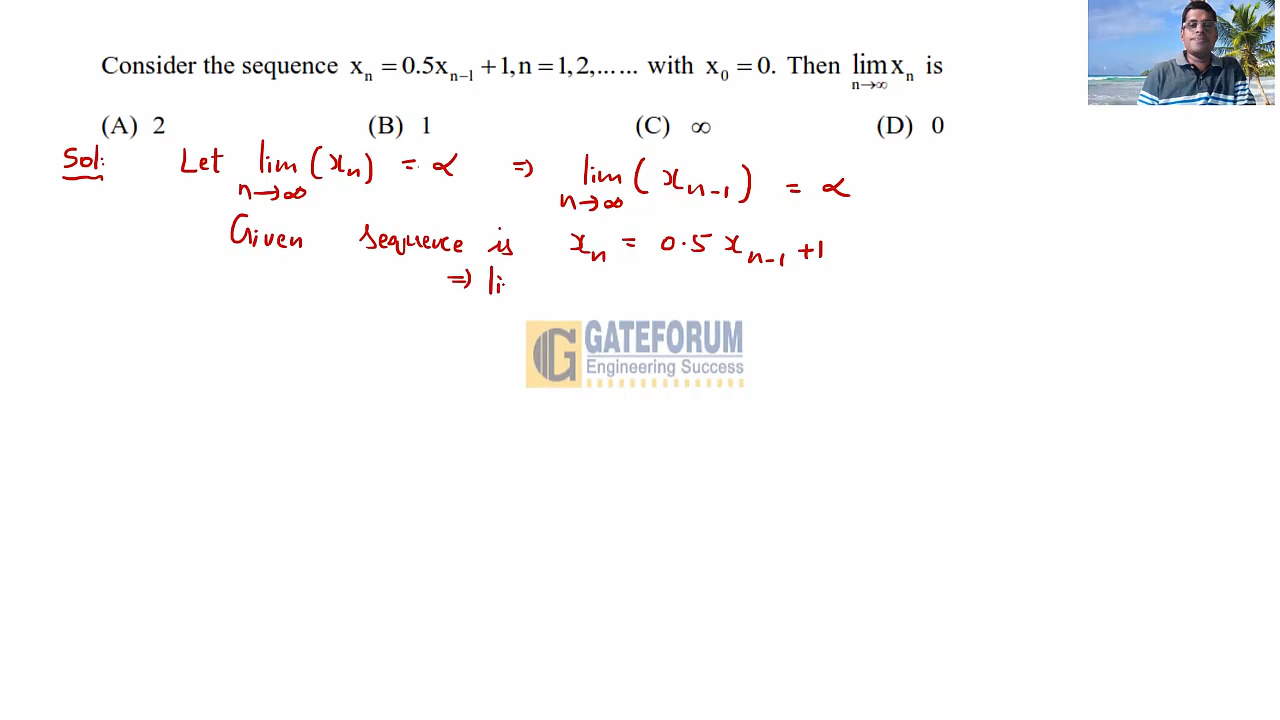 Consider the sequence xₙ = 0.5xₙ₋₁ + 1, n = 1, 2, ...... with x₀ = 0. Then lim n→∞ xₙ is
(A) 2 (B) 1 (C) ∞ (D) 0
Sol: Let lim n→∞ (xₙ) = α ⇒ lim n→∞ (xₙ₋₁) = α
Given sequence is xₙ = 0.5 xₙ₋₁ + 1
⇒ li
GATEFORUM
Engineering Success